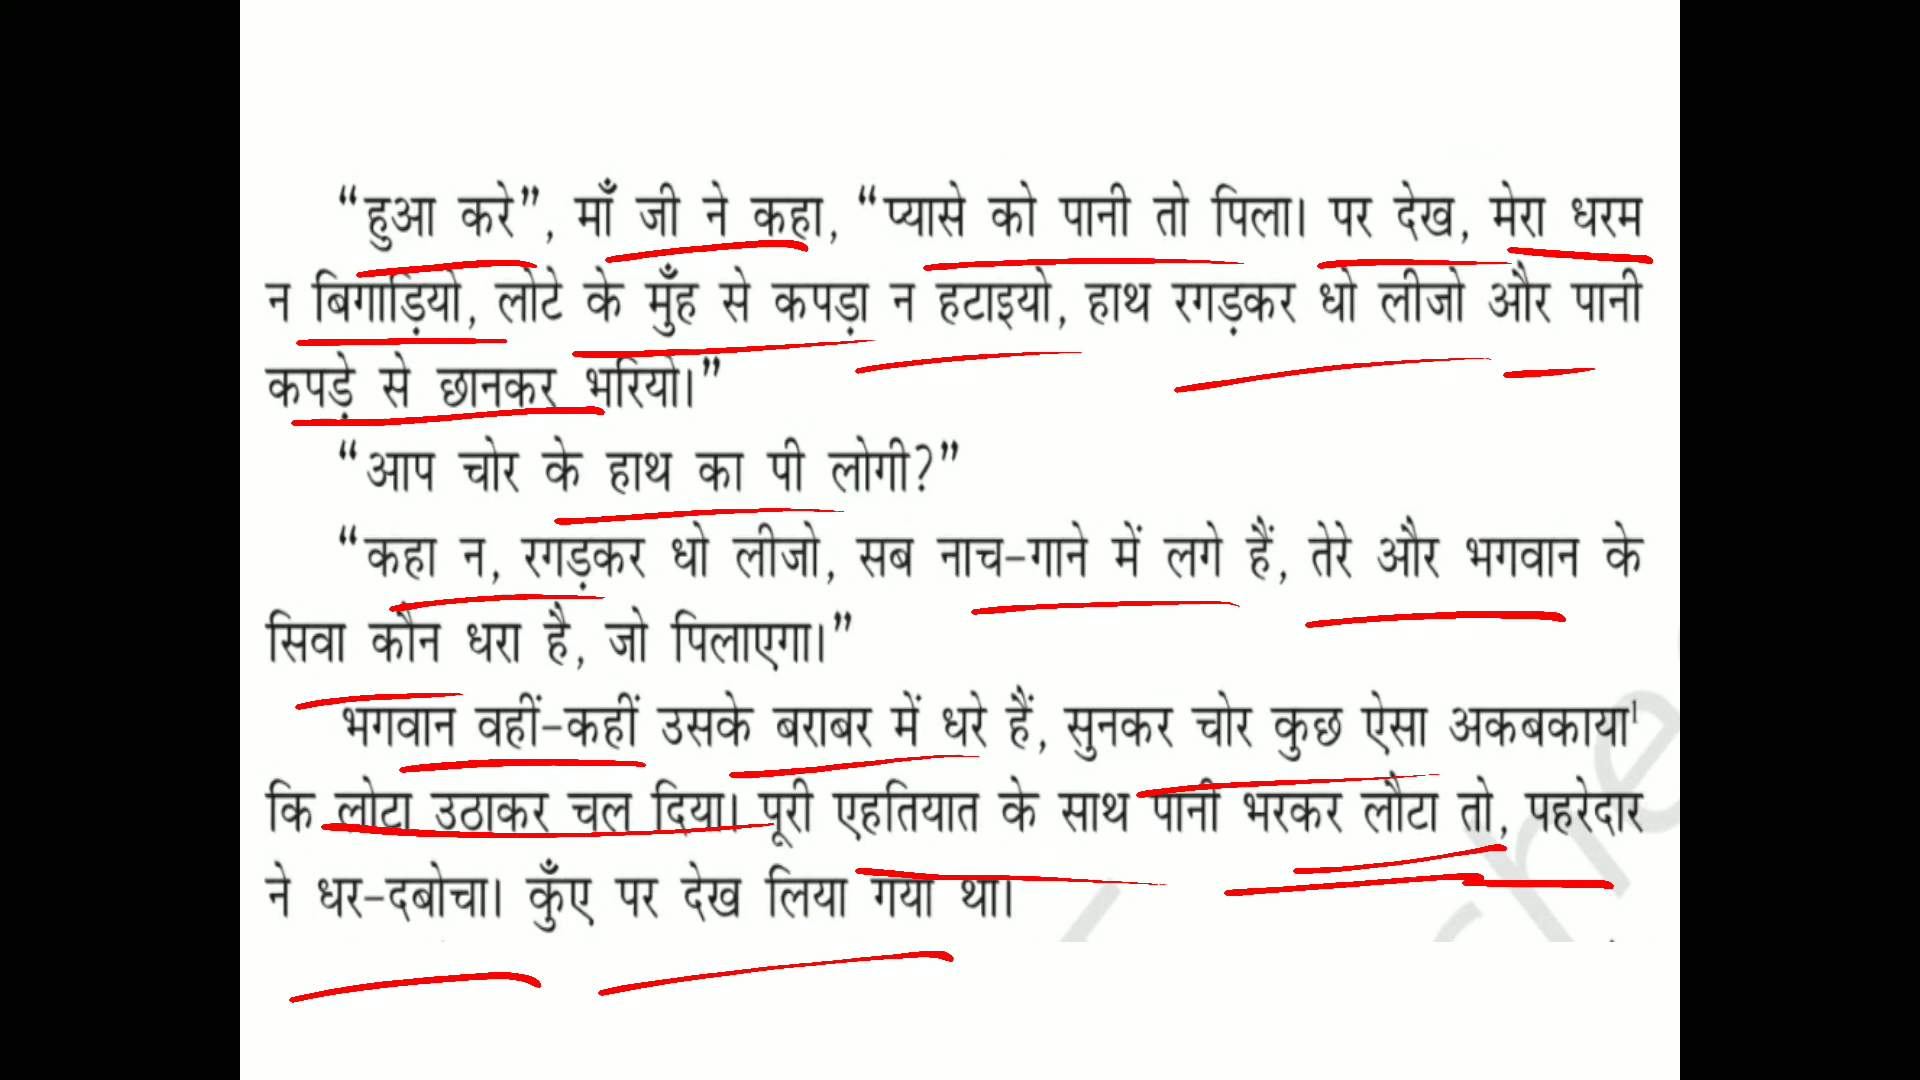 “हुआ करे”, माँ जी ने कहा, “प्यासे को पानी तो पिला। पर देख, मेरा धरम
न बिगाड़ियो, लोटे के मुँह से कपड़ा न हटाइयो, हाथ रगड़कर धो लीजो और पानी
कपड़े से छानकर भरियो।”
“आप चोर के हाथ का पी लोगी?”
“कहा न, रगड़कर धो लीजो, सब नाच-गाने में लगे हैं, तेरे और भगवान के
सिवा कौन धरा है, जो पिलाएगा।”
भगवान वहीं-कहीं उसके बराबर में धरे हैं, सुनकर चोर कुछ ऐसा अकबकाया¹
कि लोटा उठाकर चल दिया। पूरी एहतियात के साथ पानी भरकर लौटा तो, पहरेदार
ने धर-दबोचा। कुँए पर देख लिया गया था।